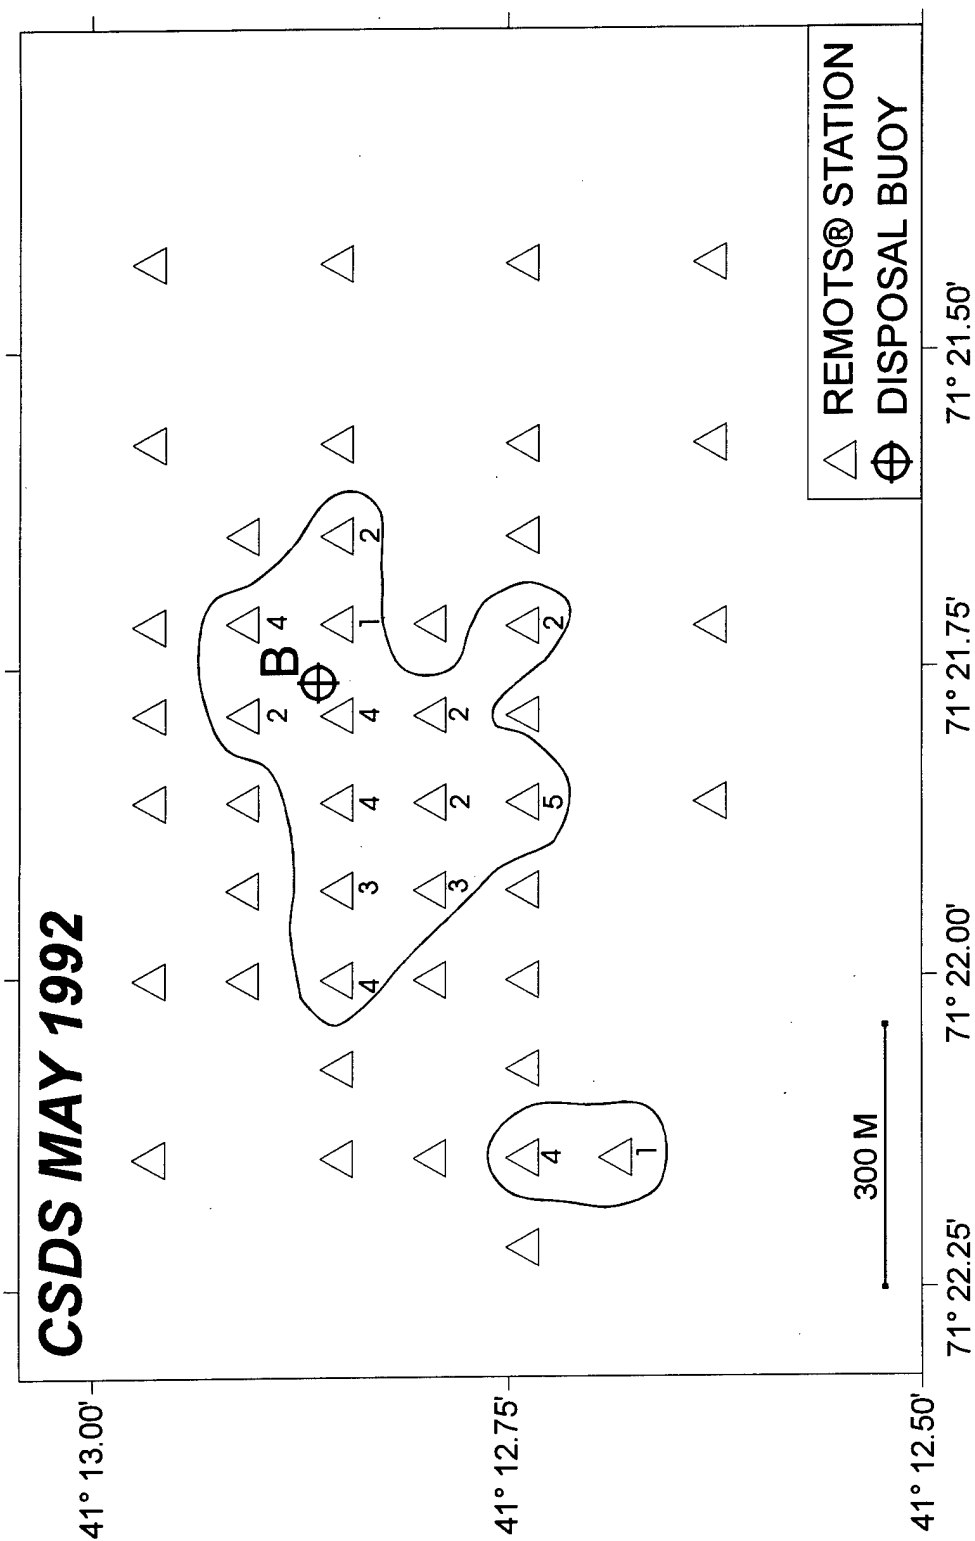 CSDS MAY 1992
41° 13.00'
2 B 4
4 3 4 4 1 2
3 2 2
41° 12.75'
4 5 2
1
REMOTS® STATION
300 M
DISPOSAL BUOY
41° 12.50'
71° 22.25' 71° 22.00' 71° 21.75' 71° 21.50'